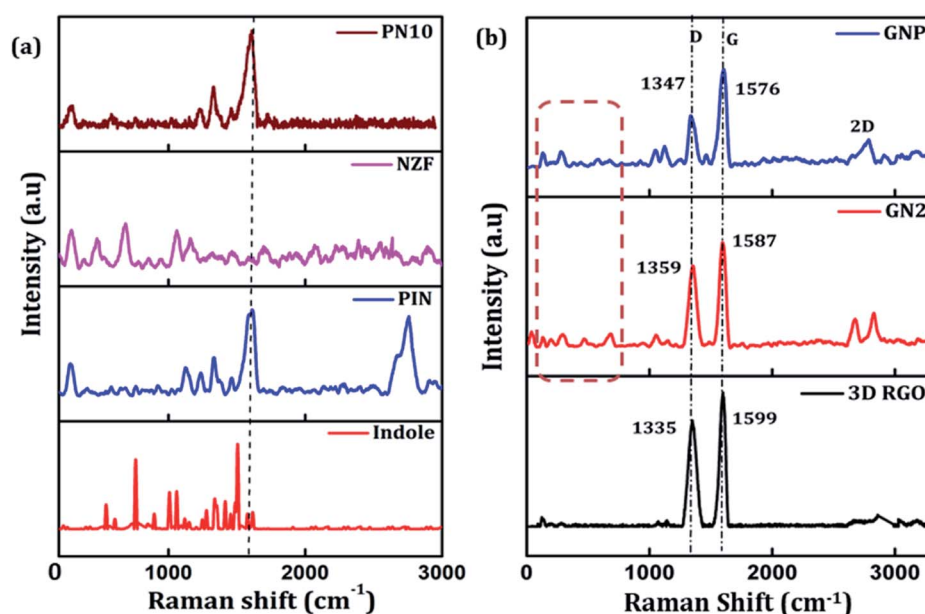 (a)
PN10
NZF
PIN
Indole
Intensity (a.u)
0 1000 2000 3000
Raman shift (cm-1)
(b)
D G GNP
1347 1576
2D
GN2
1359 1587
3D RGO
1335 1599
Intensity (a.u)
0 1000 2000 3000
Raman Shift (cm-1)